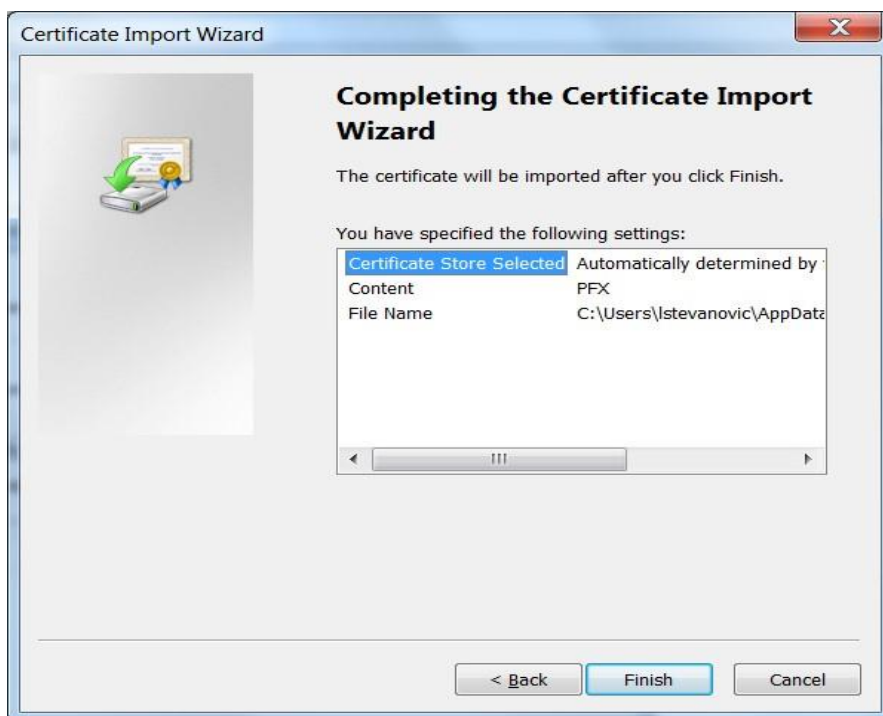 Certificate Import Wizard
Completing the Certificate Import
Wizard
The certificate will be imported after you click Finish.
You have specified the following settings:
Certificate Store Selected Automatically determined by
Content PFX
File Name C:\Users\lstevanovic\AppData
< Back Finish Cancel